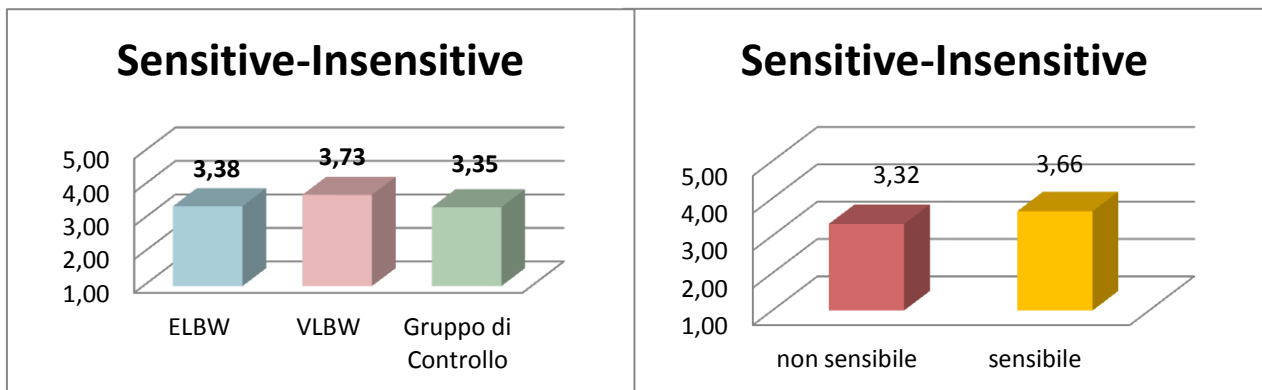 Sensitive-Insensitive
5,00
4,00
3,00
2,00
1,00
3,38
3,73
3,35
ELBW
VLBW
Gruppo di
Controllo
Sensitive-Insensitive
5,00
4,00
3,00
2,00
1,00
3,32
3,66
non sensibile
sensibile